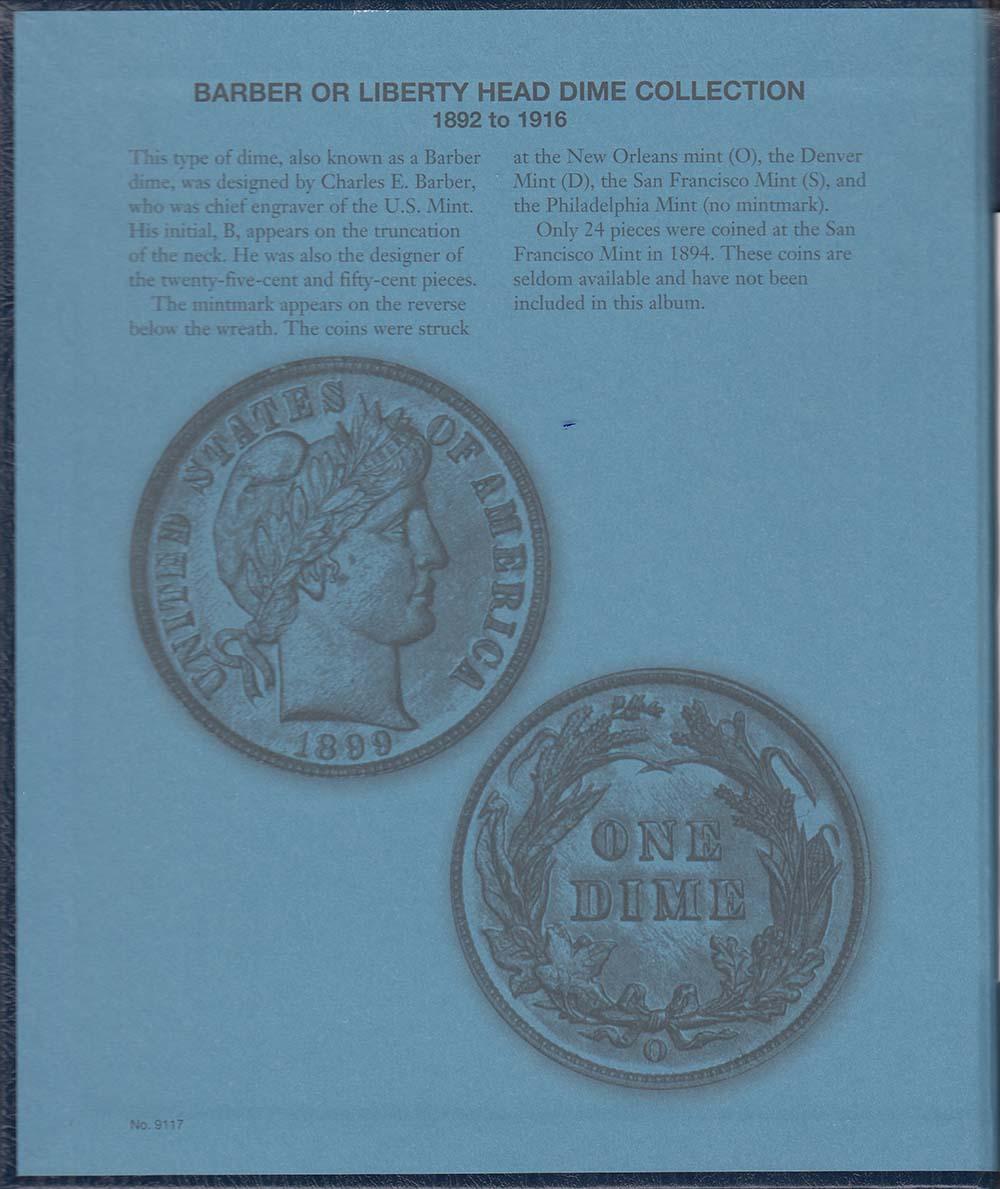 BARBER OR LIBERTY HEAD DIME COLLECTION
1892 to 1916
This type of dime, also known as a Barber
dime, was designed by Charles E. Barber,
who was chief engraver of the U.S. Mint.
His initial, B, appears on the truncation
of the neck. He was also the designer of
the twenty-five-cent and fifty-cent pieces.
The mintmark appears on the reverse
below the wreath. The coins were struck
at the New Orleans mint (O), the Denver
Mint (D), the San Francisco Mint (S), and
the Philadelphia Mint (no mintmark).
Only 24 pieces were coined at the San
Francisco Mint in 1894. These coins are
seldom available and have not been
included in this album.
UNITED STATES OF AMERICA
1899
ONE
DIME
O
No. 9117